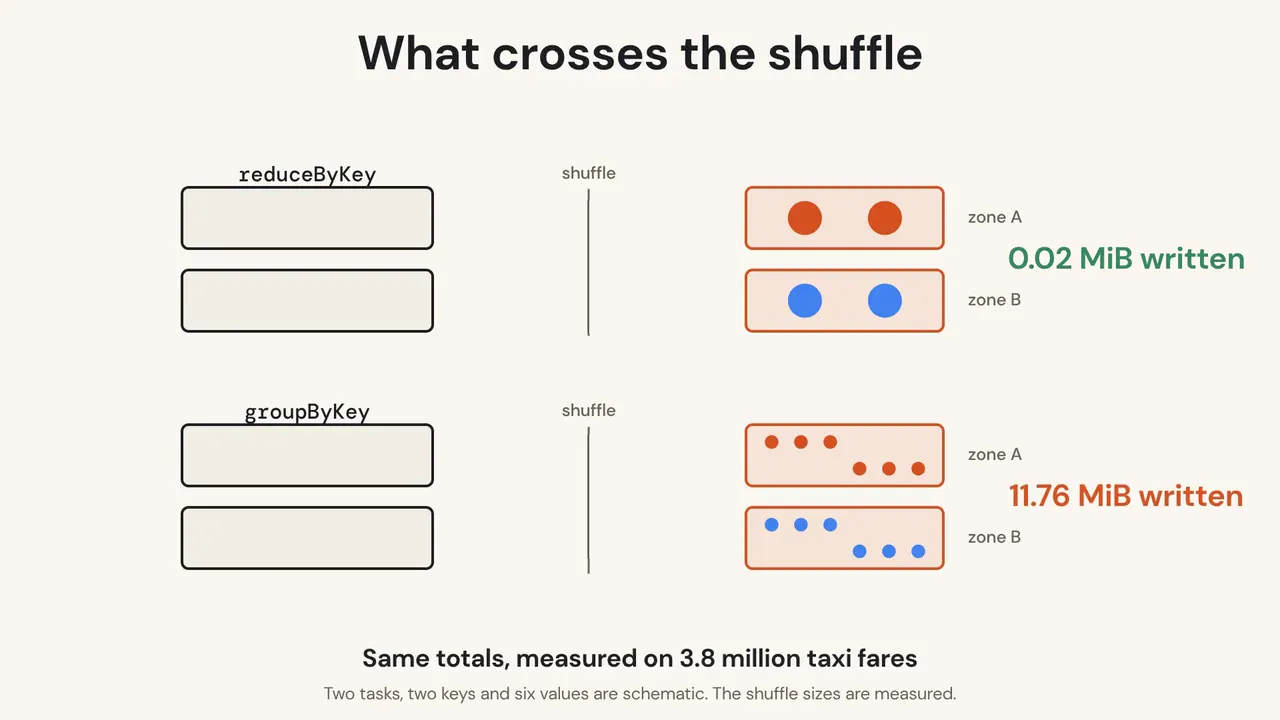 What crosses the shuffle
reduceByKey
shuffle
zone A
0.02 MiB written
zone B
groupByKey
shuffle
zone A
11.76 MiB written
zone B
Same totals, measured on 3.8 million taxi fares
Two tasks, two keys and six values are schematic. The shuffle sizes are measured.